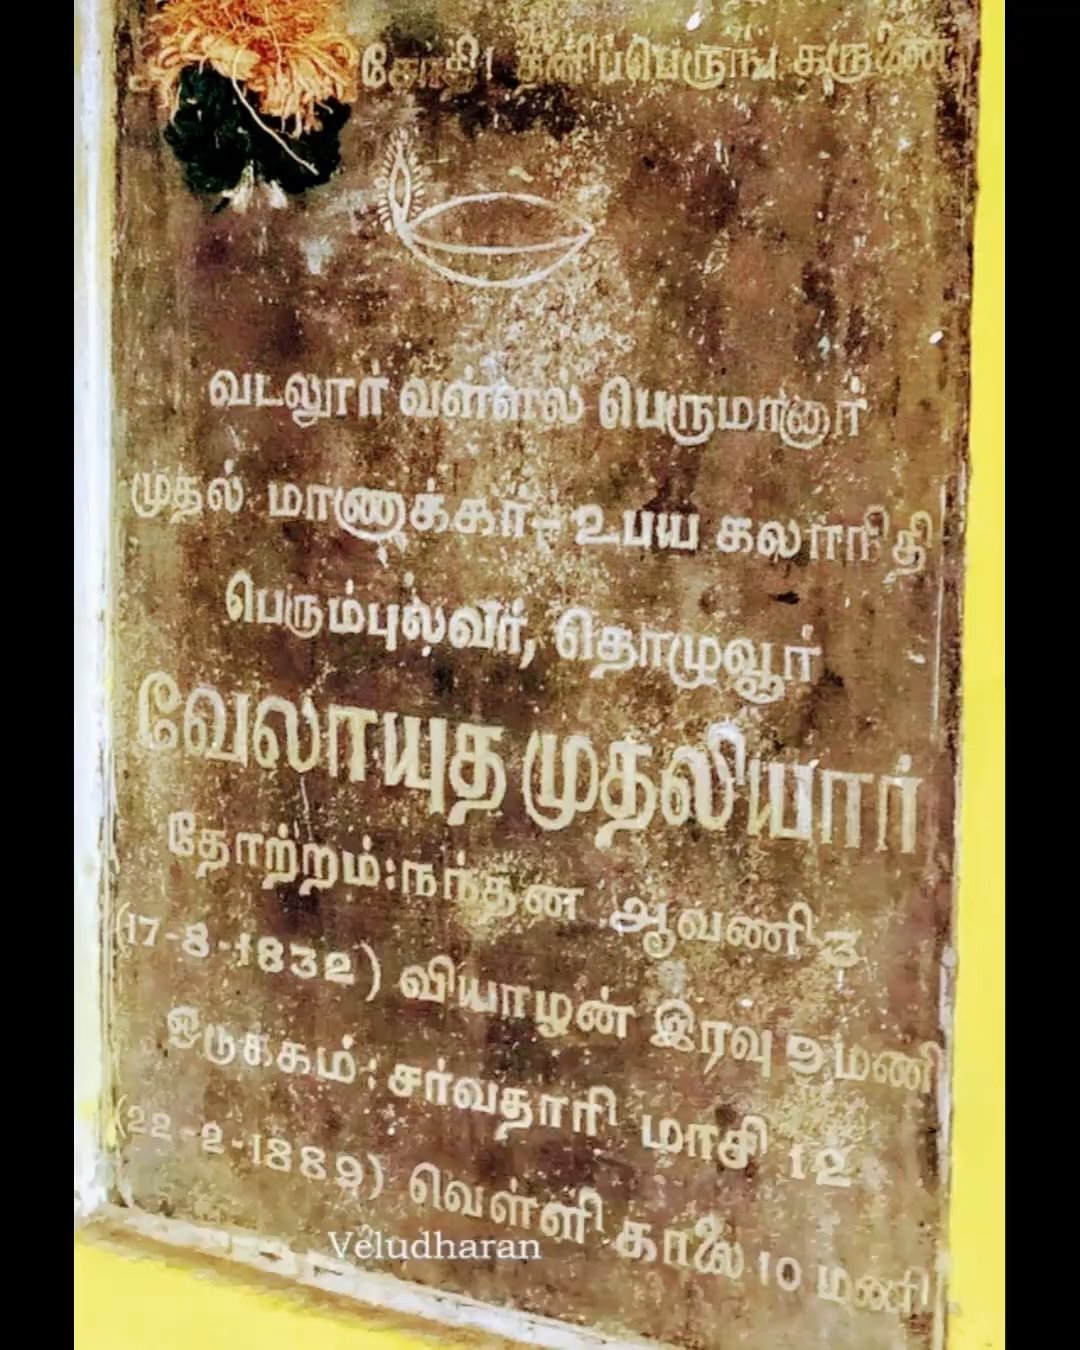 தனிப்பெருங் கருணை
வடலூர் வள்ளல் பெருமானார்
முதல் மாணுக்கர்- உபய கலாநிதி
பெரும்புலவர், தொழுவூர்
வேலாயுத முதலியார்
தோற்றம்: நந்தன ஆவணி 3
(17-8-1832) வியாழன் இரவு 9மணி
ஒடுக்கம்: சர்வதாரி மாசி 12
(22-2-1889) வெள்ளி காலை 10 மணி
Veludharan